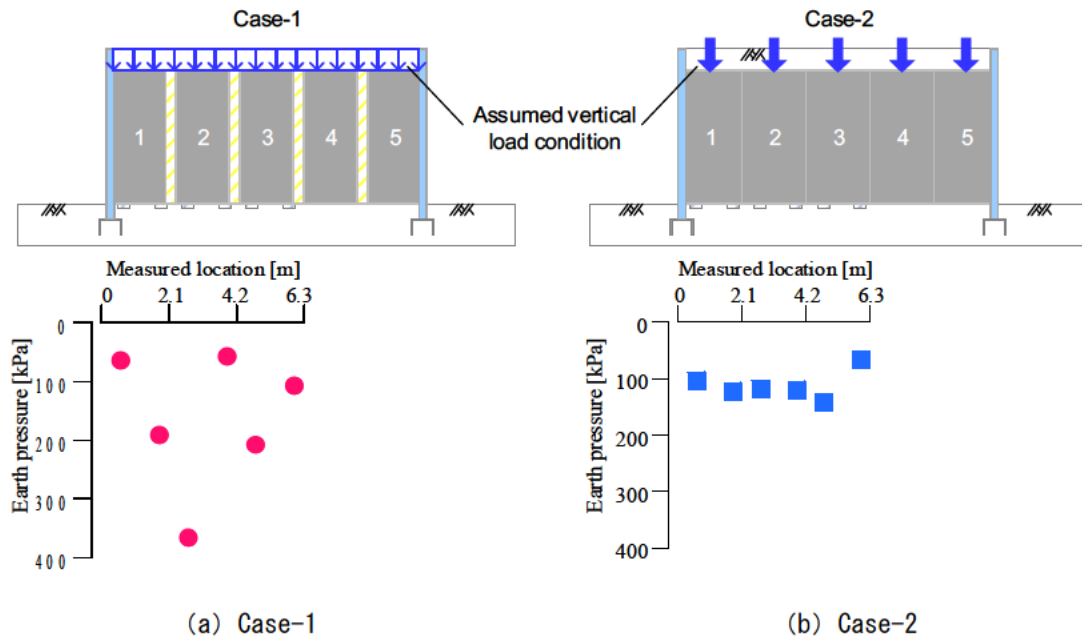 Case-1
Case-2
Assumed vertical
load condition
1 2 3 4 5
1 2 3 4 5
Measured location [m]
0 2.1 4.2 6.3
Earth pressure [kPa]
0
100
200
300
400
Measured location [m]
0 2.1 4.2 6.3
Earth pressure [kPa]
0
100
200
300
400
(a) Case-1
(b) Case-2